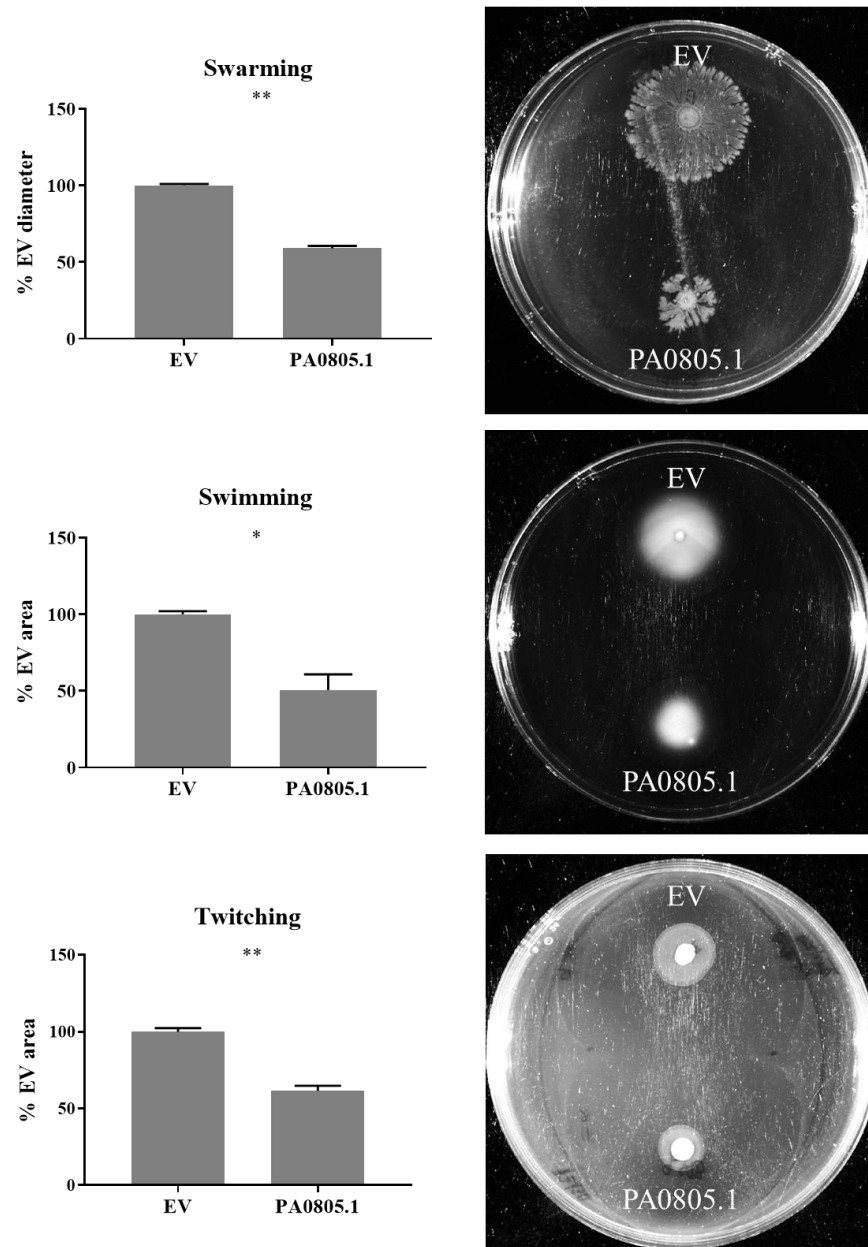 Swarming
**
% EV diameter
150
100
50
0
EV
PA0805.1
EV
PA0805.1
Swimming
*
% EV area
150
100
50
0
EV
PA0805.1
EV
PA0805.1
Twitching
**
% EV area
150
100
50
0
EV
PA0805.1
EV
PA0805.1